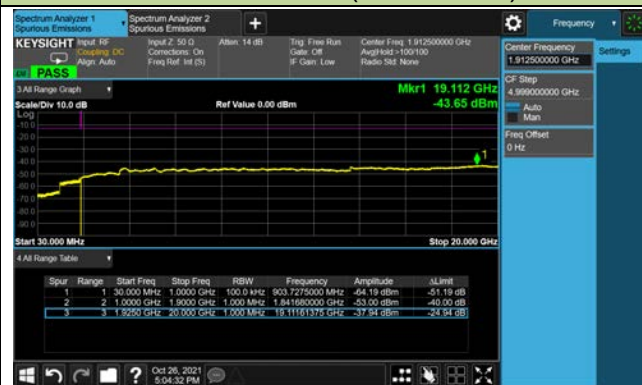 Spectrum Analyzer 1
Spurious Emissions
Spectrum Analyzer 2
Spurious Emissions
+
Frequency
KEYSIGHT
Input: RF
Coupling: DC
Align: Auto
Input Z: 50 Ω
Corrections: On
Freq Ref: Int (S)
Atten: 14 dB
Trig: Free Run
Gate: Off
IF Gain: Low
Center Freq: 1.912500000 GHz
Avg|Hold:>100/100
Radio Std: None
PASS
Center Frequency
1.912500000 GHz
Settings
CF Step
4.999000000 GHz
Auto
Man
Freq Offset
0 Hz
3 All Range Graph
Mkr1 19.112 GHz
Scale/Div 10.0 dB
Ref Value 0.00 dBm
-43.65 dBm
Log
-10.0
-20.0
-30.0
-40.0
-50.0
-60.0
-70.0
-80.0
-90.0
1
Start 30.000 MHz
Stop 20.000 GHz
4 All Range Table
Spur Range Start Freq Stop Freq RBW Frequency Amplitude ΔLimit
1 1 30.000 MHz 1.0000 GHz 100.0 kHz 903.7275000 MHz -64.19 dBm -51.19 dB
2 2 1.0000 GHz 1.9000 GHz 1.000 MHz 1.841680000 GHz -53.00 dBm -40.00 dB
3 3 1.9250 GHz 20.000 GHz 1.000 MHz 19.11161375 GHz -37.94 dBm -24.94 dB
?
Oct 26, 2021
5:04:32 PM